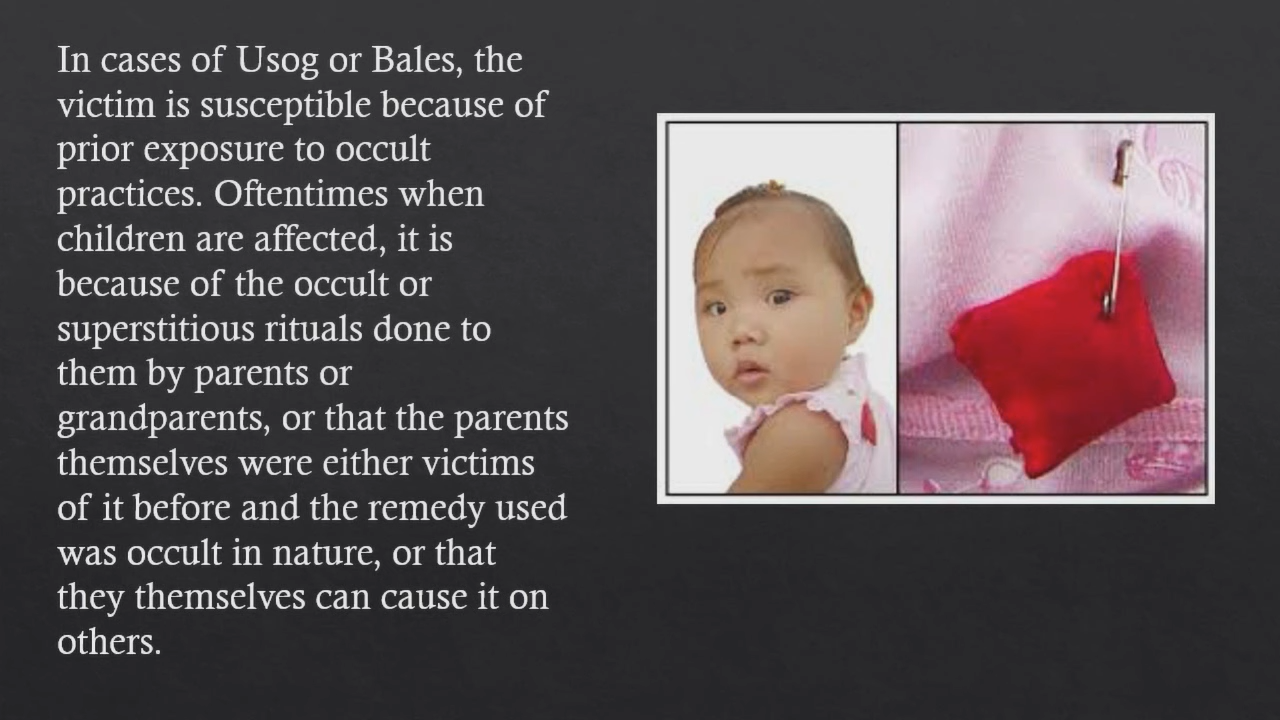 In cases of Usog or Bales, the
victim is susceptible because of
prior exposure to occult
practices. Oftentimes when
children are affected, it is
because of the occult or
superstitious rituals done to
them by parents or
grandparents, or that the parents
themselves were either victims
of it before and the remedy used
was occult in nature, or that
they themselves can cause it on
others.